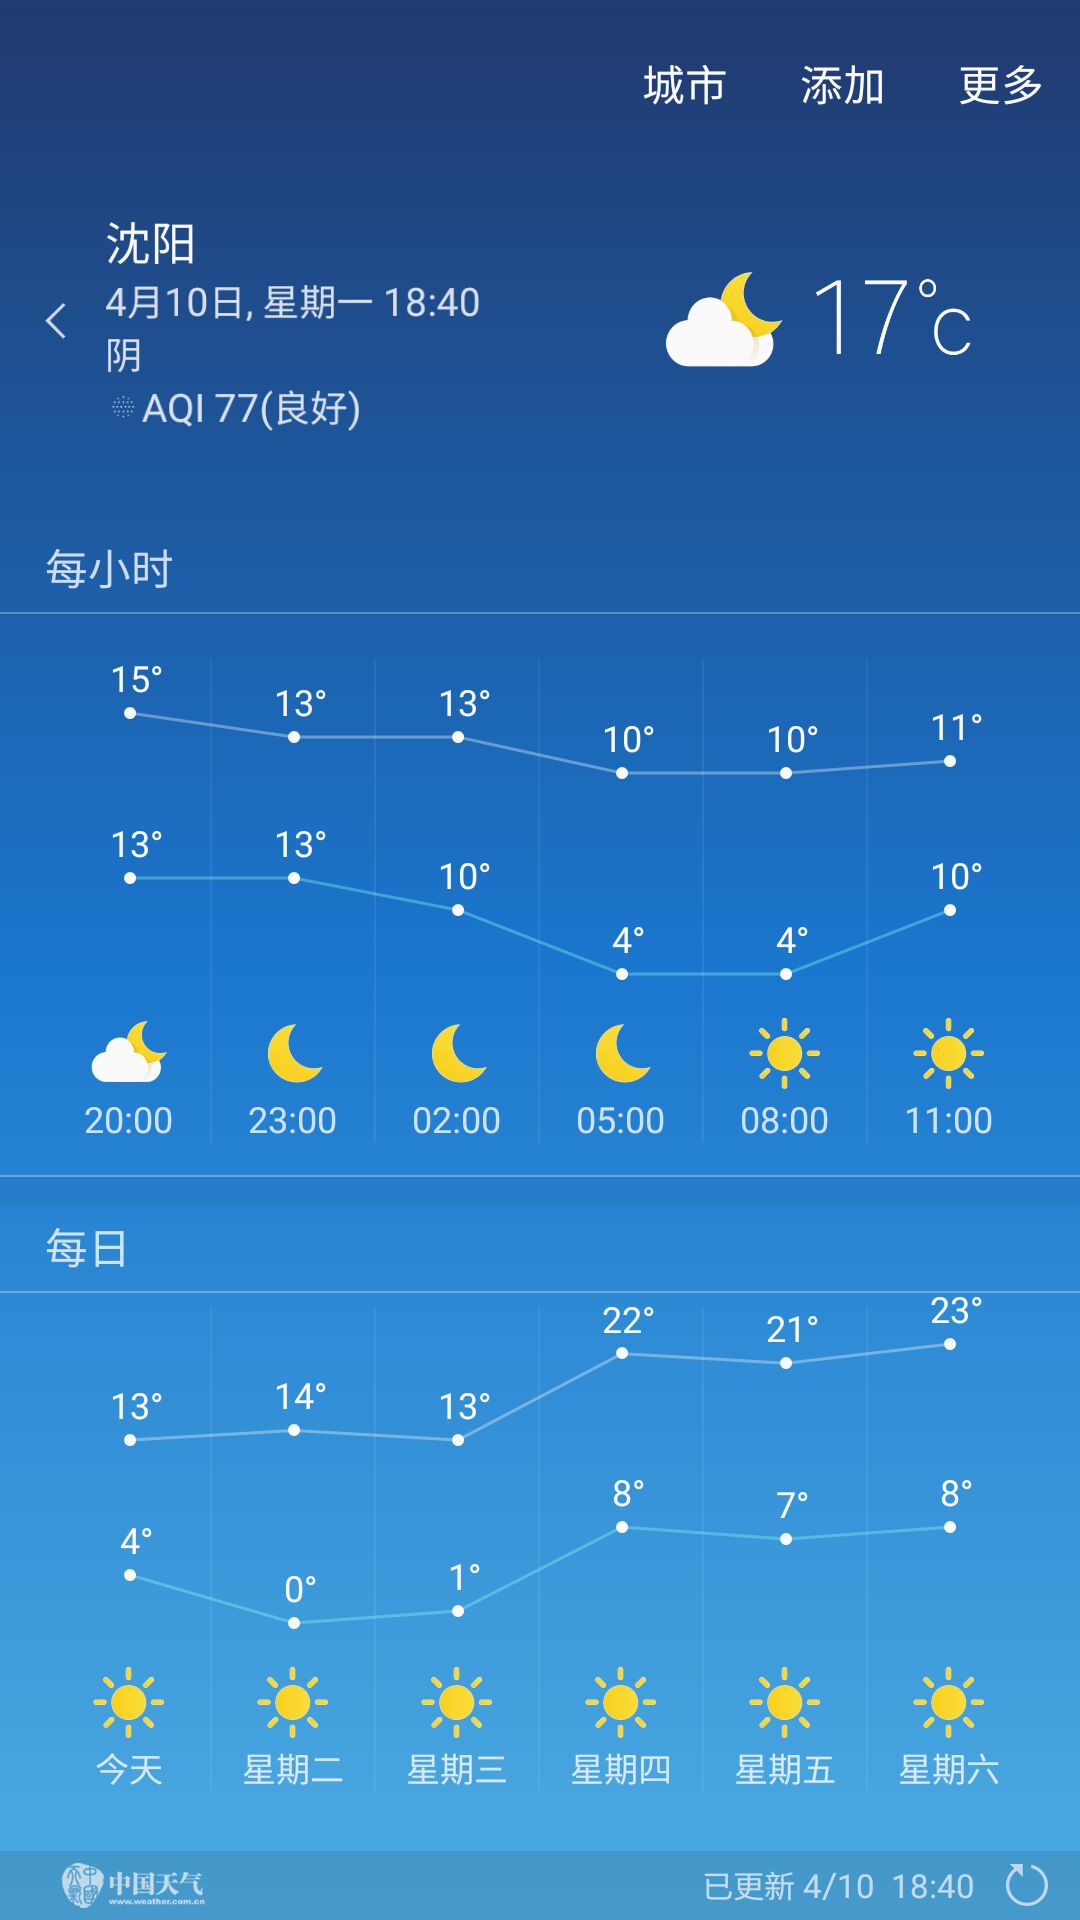 城市 添加 更多
沈阳
4月10日, 星期一 18:40
阴
AQI 77(良好)
17°c
每小时
15° 13° 13° 10° 10° 11°
13° 13° 10° 4° 4° 10°
20:00 23:00 02:00 05:00 08:00 11:00
每日
13° 14° 13° 22° 21° 23°
4° 0° 1° 8° 7° 8°
今天 星期二 星期三 星期四 星期五 星期六
中国天气
www.weather.com.cn
已更新 4/10 18:40